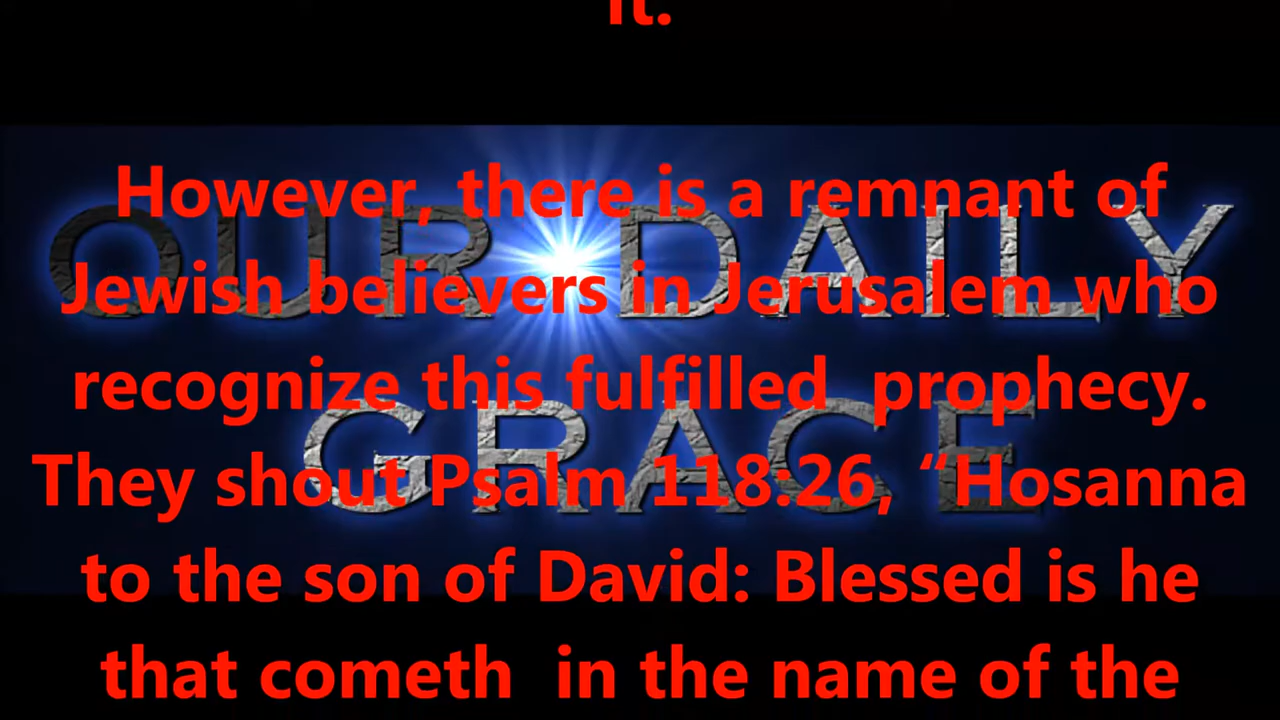 it.
However, there is a remnant of
OUR DAILY
Jewish believers in Jerusalem who
recognize this fulfilled  prophecy.
GRACE
They shout Psalm 118:26,  “Hosanna
to the son of David: Blessed is he
that cometh  in the name of the